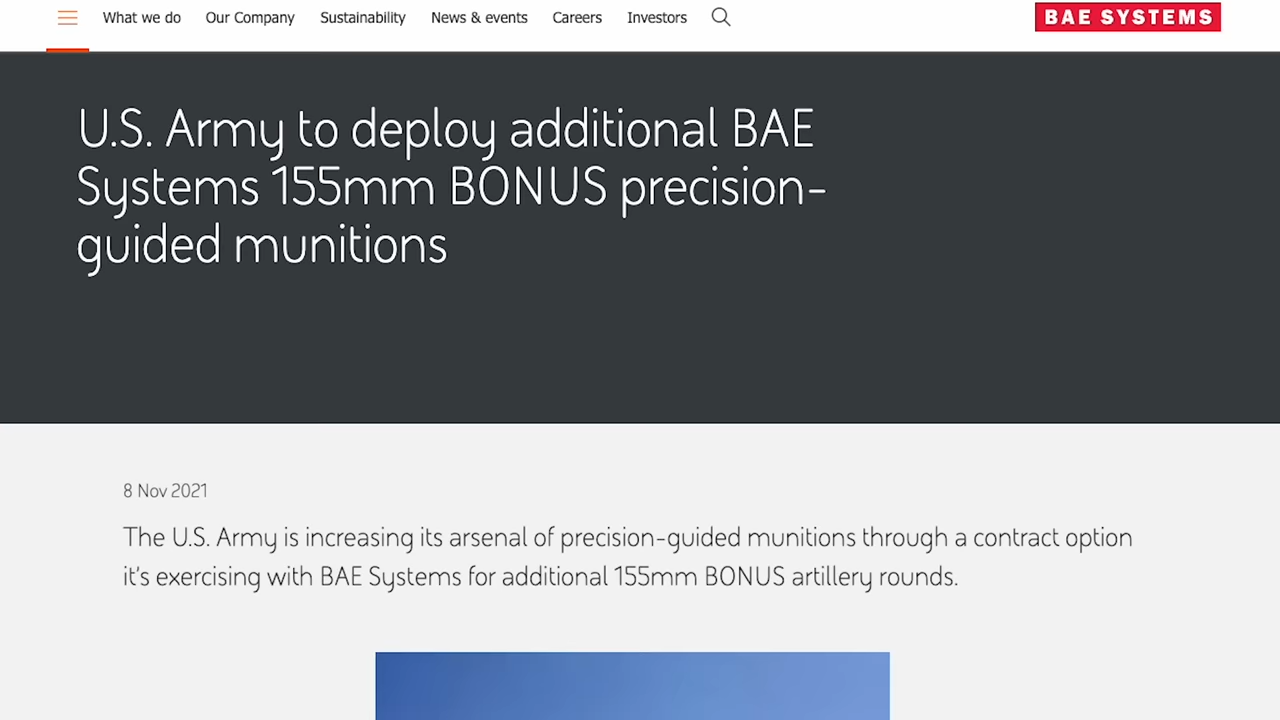 What we do Our Company Sustainability News & events Careers Investors
BAE SYSTEMS
U.S. Army to deploy additional BAE
Systems 155mm BONUS precision-
guided munitions
8 Nov 2021
The U.S. Army is increasing its arsenal of precision-guided munitions through a contract option
it's exercising with BAE Systems for additional 155mm BONUS artillery rounds.